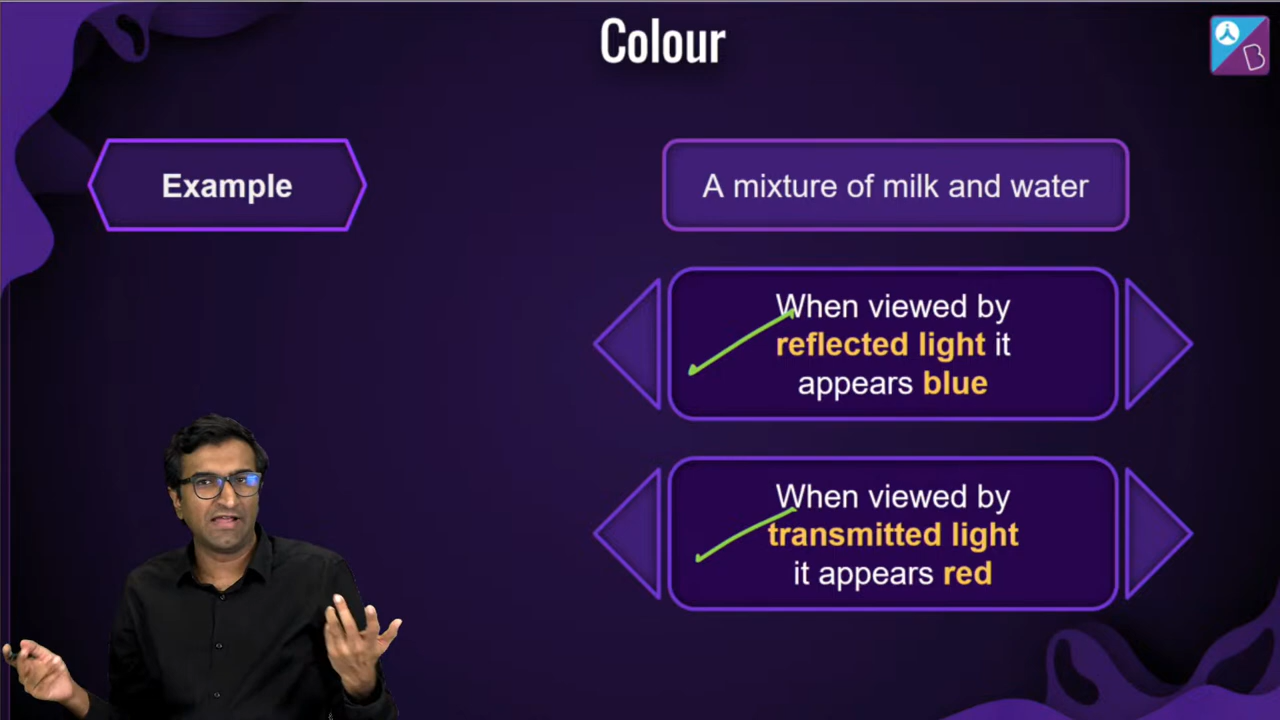 Colour
Example
A mixture of milk and water
When viewed by
reflected light it
appears blue
When viewed by
transmitted light
it appears red
B